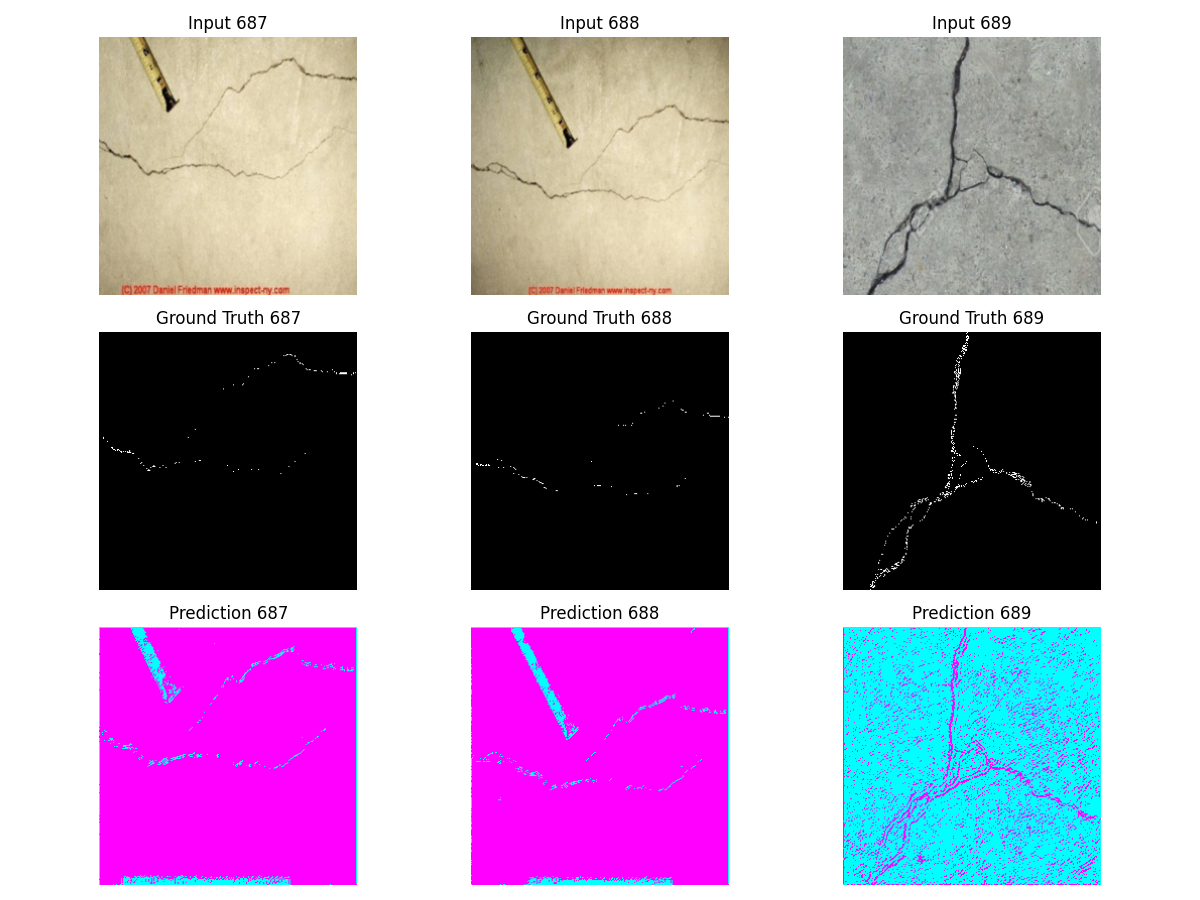 Input 687
Input 688
Input 689
(C) 2007 Daniel Friedman www.inspect-ny.com
(C) 2007 Daniel Friedman www.inspect-ny.com
Ground Truth 687
Ground Truth 688
Ground Truth 689
Prediction 687
Prediction 688
Prediction 689